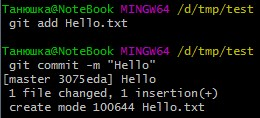 Танюшка@NoteBook MINGW64 /d/tmp/test
git add Hello.txt
Танюшка@NoteBook MINGW64 /d/tmp/test
git commit -m "Hello"
[master 3075eda] Hello
1 file changed, 1 insertion(+)
create mode 100644 Hello.txt